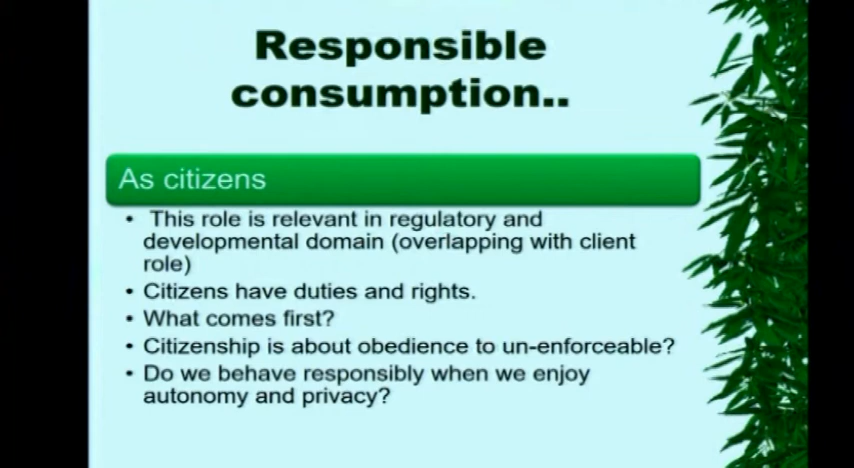 Responsible
consumption..
As citizens
• This role is relevant in regulatory and
developmental domain (overlapping with client
role)
• Citizens have duties and rights.
• What comes first?
• Citizenship is about obedience to un-enforceable?
• Do we behave responsibly when we enjoy
autonomy and privacy?